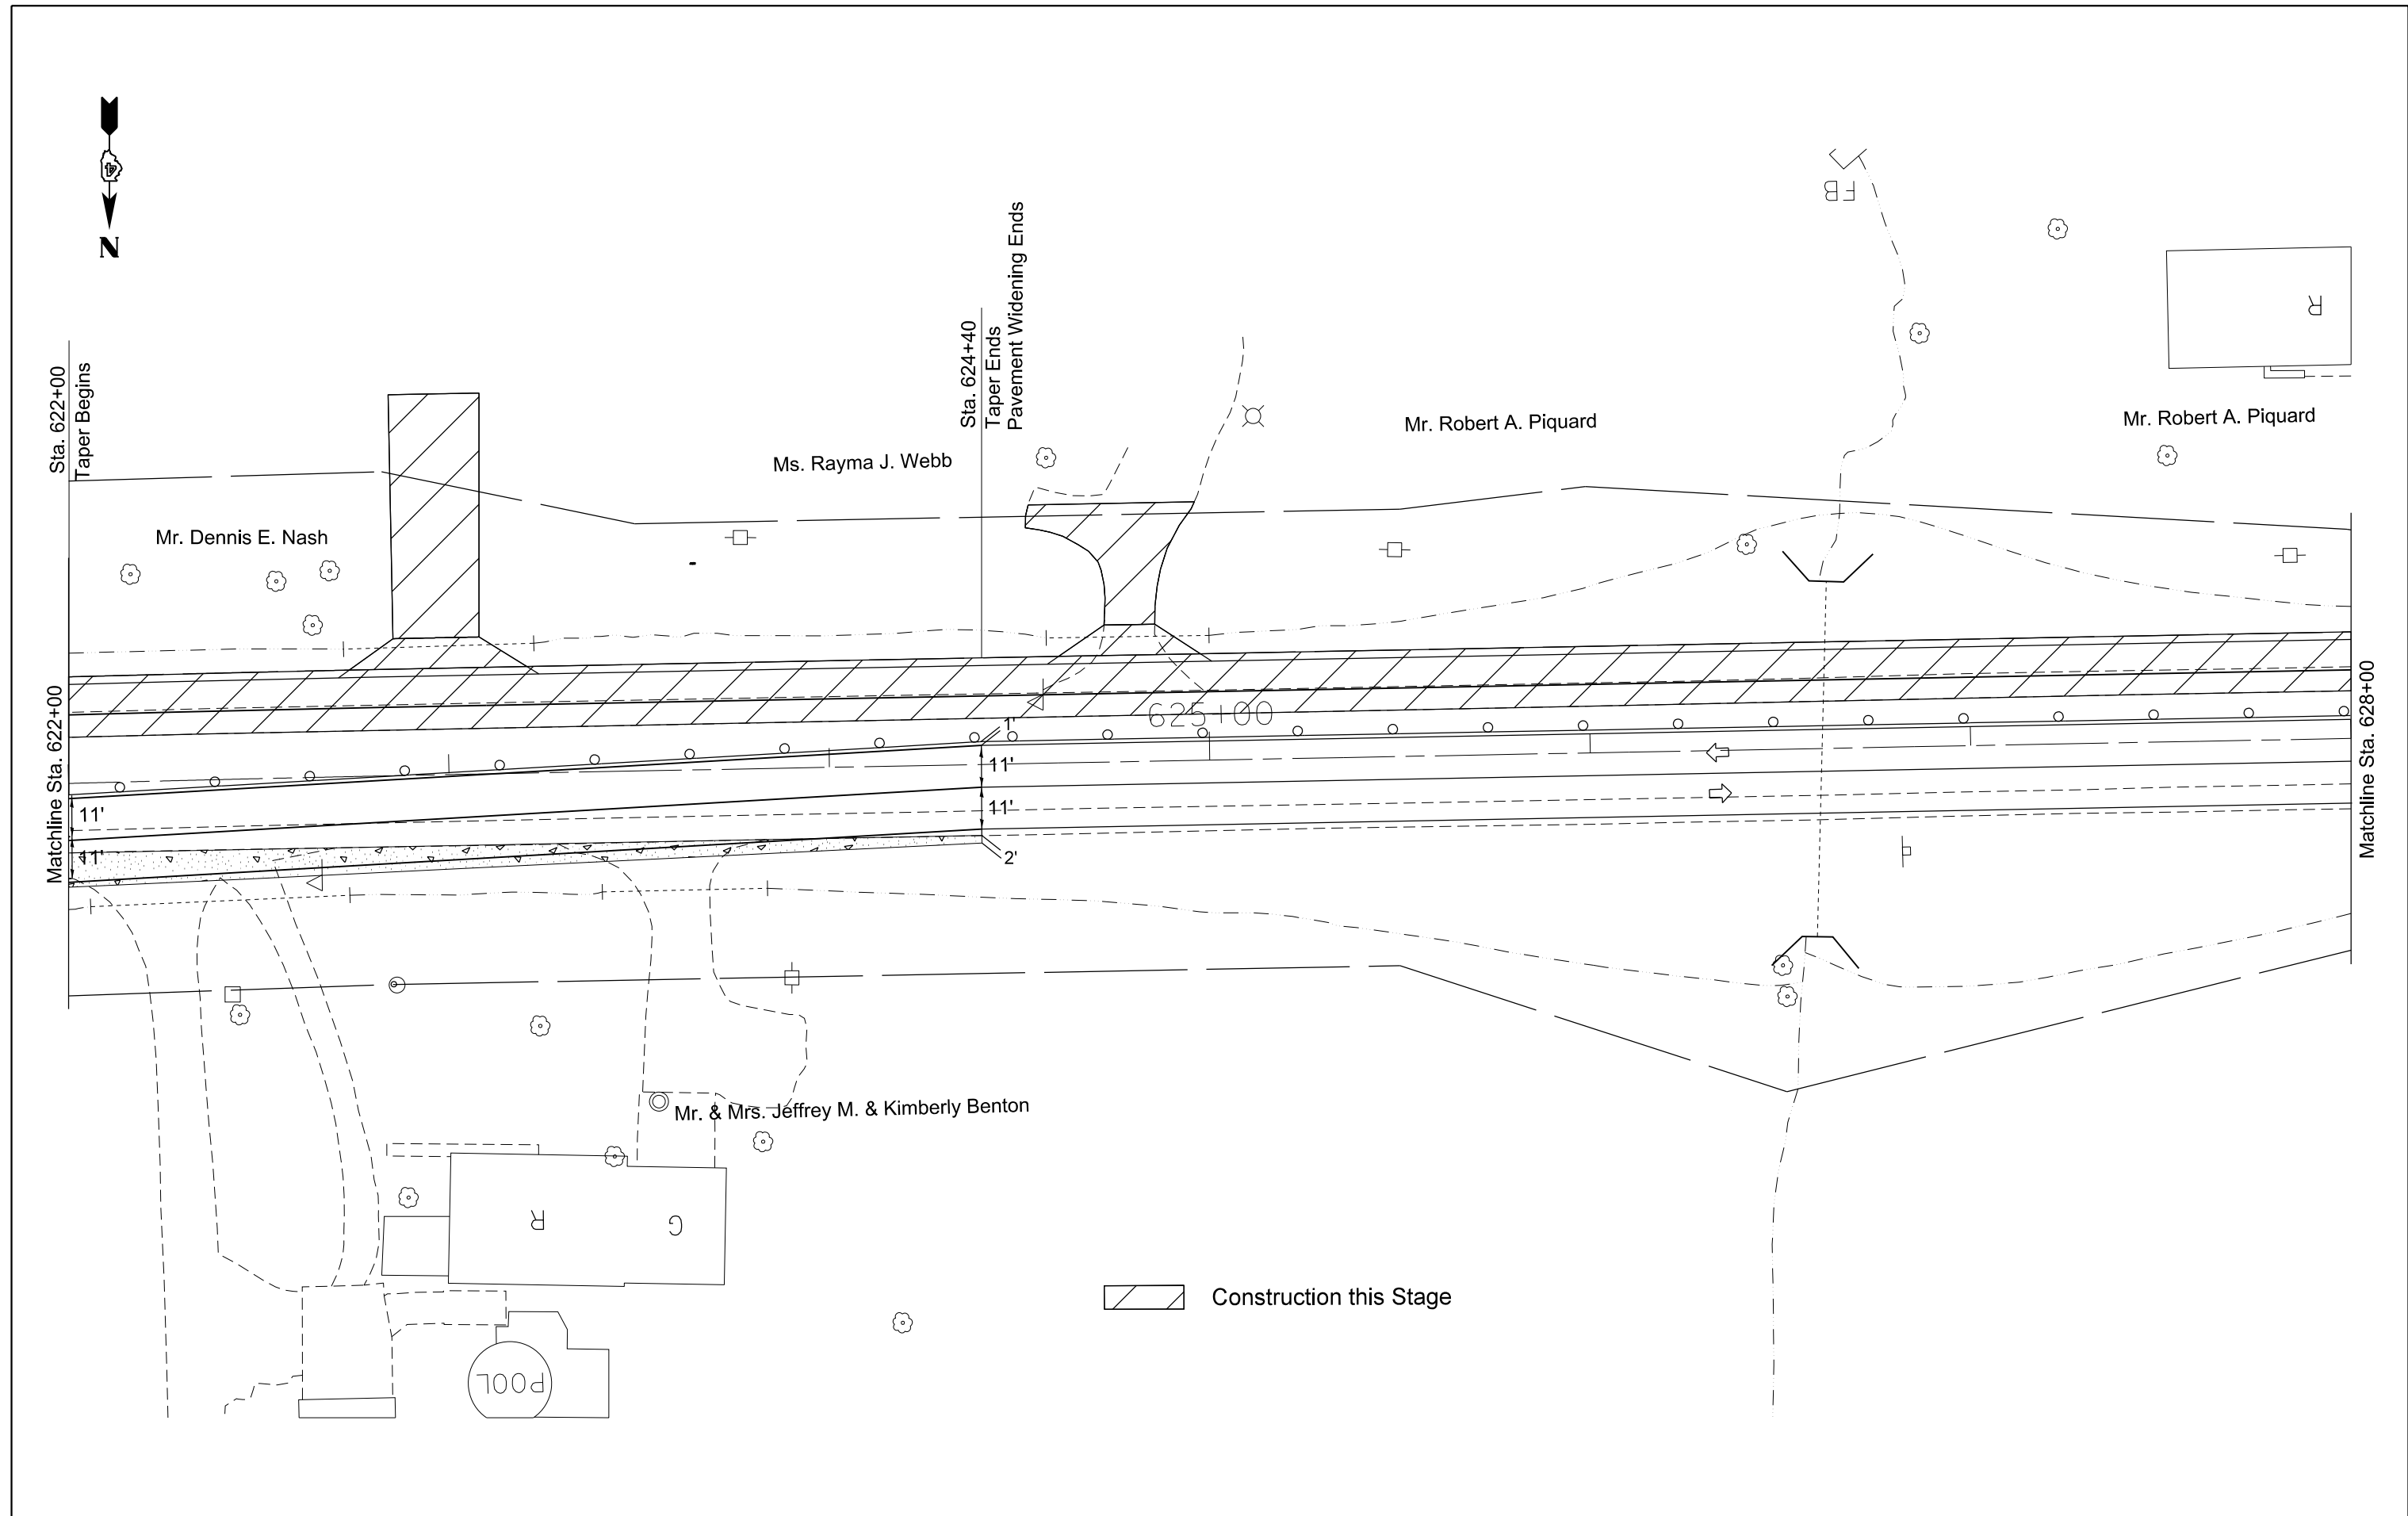 N
FB
R
Sta. 622+00
Taper Begins
Sta. 624+40
Taper Ends
Pavement Widening Ends
Mr. Robert A. Piquard
Mr. Robert A. Piquard
Ms. Rayma J. Webb
Mr. Dennis E. Nash
Matchline Sta. 622+00
Matchline Sta. 628+00
625+00
1'
11'
11'
11'
11'
2'
Mr. & Mrs. Jeffrey M. & Kimberly Benton
R
G
POOL
Construction this Stage